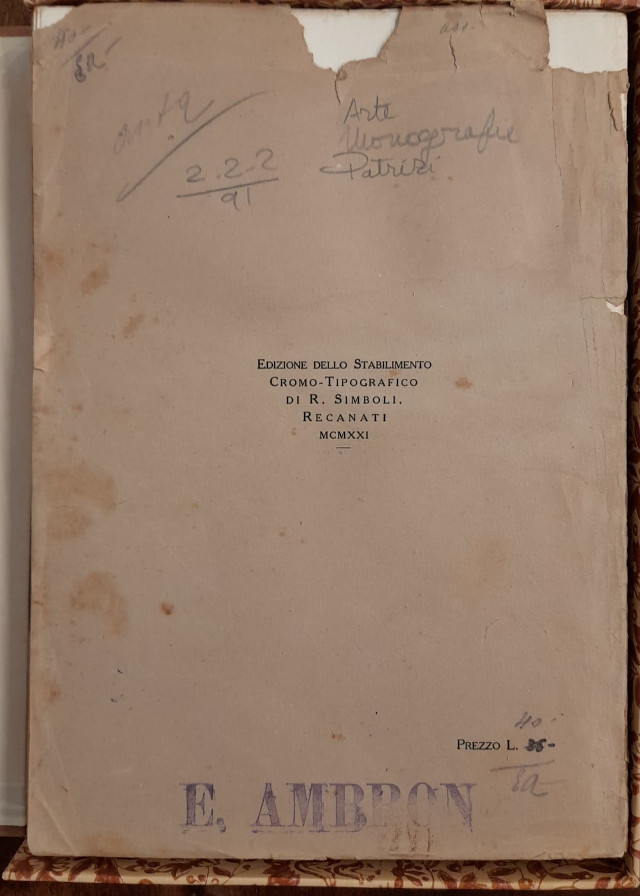 40-
Arte
Monografie
Patrizi
2.2.2
91
EDIZIONE DELLO STABILIMENTO
CROMO-TIPOGRAFICO
DI R. SIMBOLI.
RECANATI
MCMXXI
40-
PREZZO L. 35-
E. AMBRON